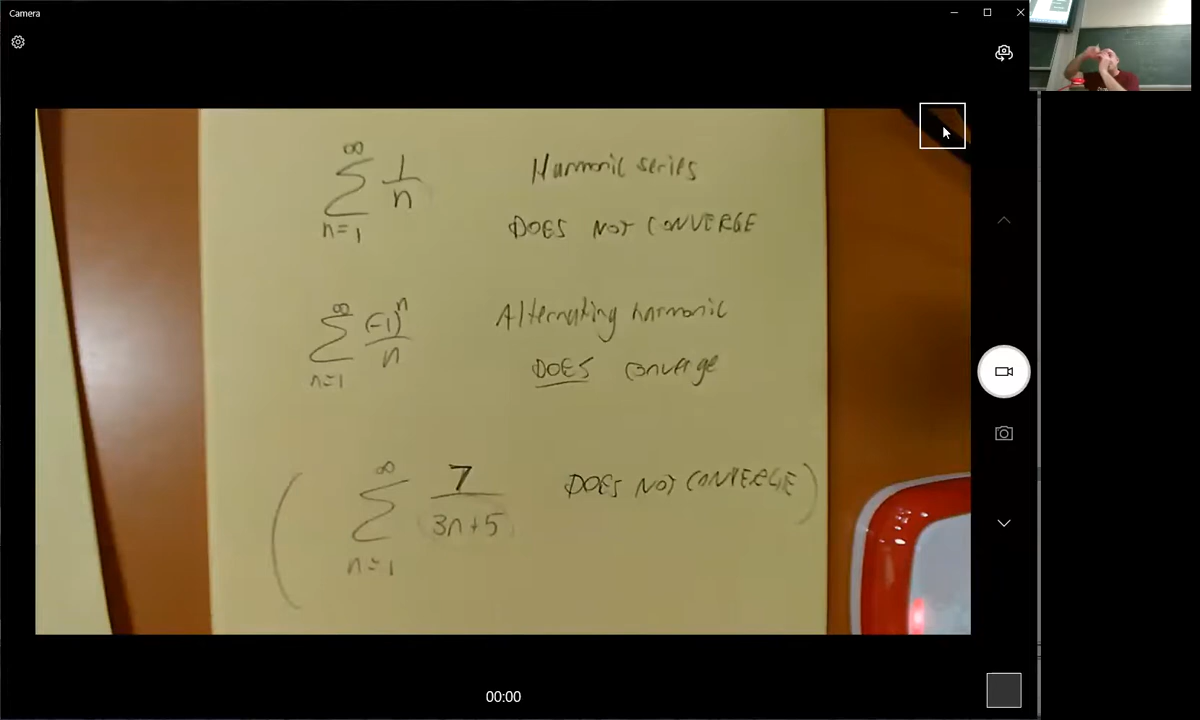 Camera
∞
∑ 1/n Harmonic series
n=1 DOES NOT CONVERGE
∞
∑ (-1)^n/n Alternating harmonic
n=1 DOES converge
∞
( ∑ 7/(3n+5) DOES NOT CONVERGE )
n=1
00:00